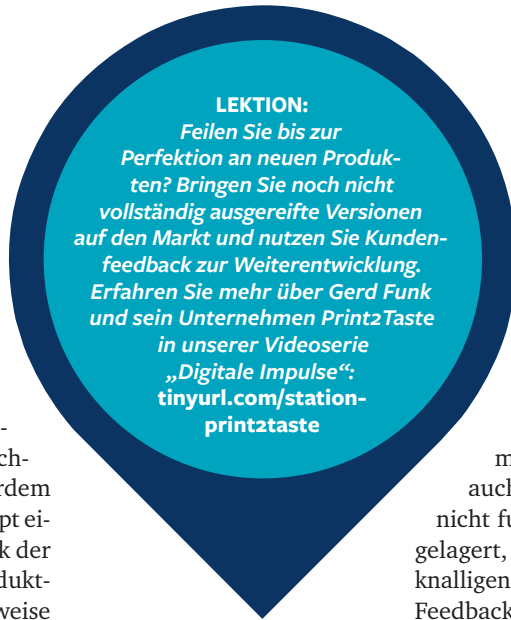 LEKTION:
Feilen Sie bis zur
Perfektion an neuen Produk-
ten? Bringen Sie noch nicht
vollständig ausgereifte Versionen
auf den Markt und nutzen Sie Kunden-
feedback zur Weiterentwicklung.
Erfahren Sie mehr über Gerd Funk
und sein Unternehmen Print2Taste
in unserer Videoserie
„Digitale Impulse“:
tinyurl.com/station-
print2taste
-
ch-
rdem
pt ei-
k der
dukt-
weise
m
auch
nicht fu
gelagert,
knalligen
Feedback